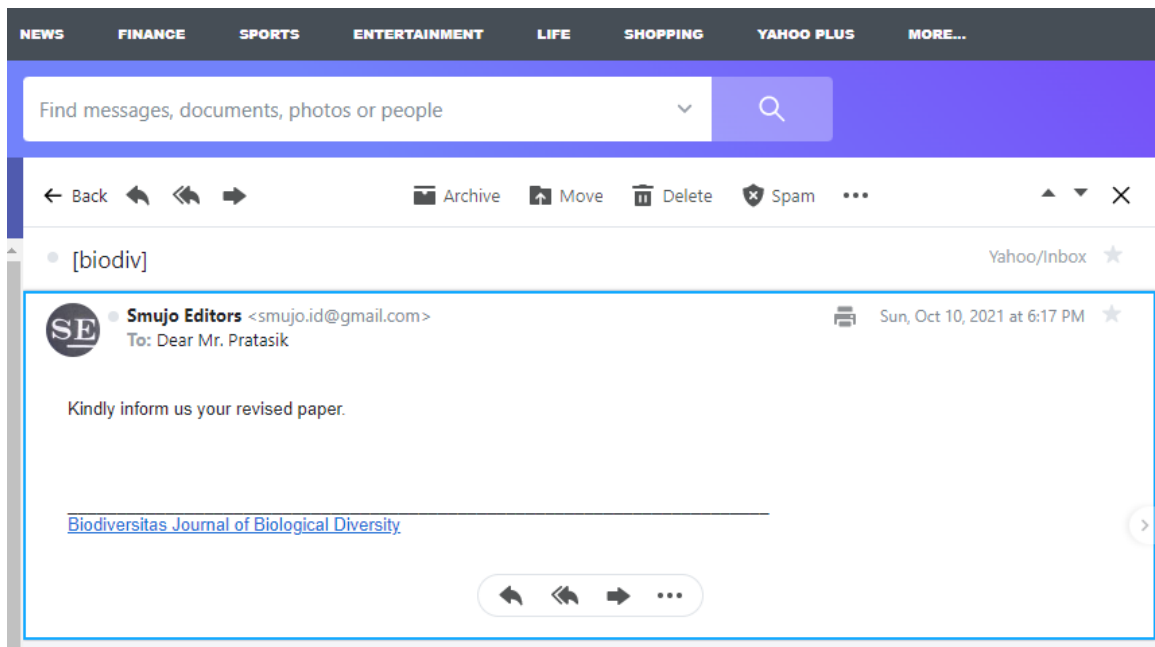 NEWS FINANCE SPORTS ENTERTAINMENT LIFE SHOPPING YAHOO PLUS MORE...
Find messages, documents, photos or people
Back Archive Move Delete Spam
[biodiv] Yahoo/Inbox
SE Smujo Editors <smujo.id@gmail.com> Sun, Oct 10, 2021 at 6:17 PM
To: Dear Mr. Pratasik
Kindly inform us your revised paper.
Biodiversitas Journal of Biological Diversity